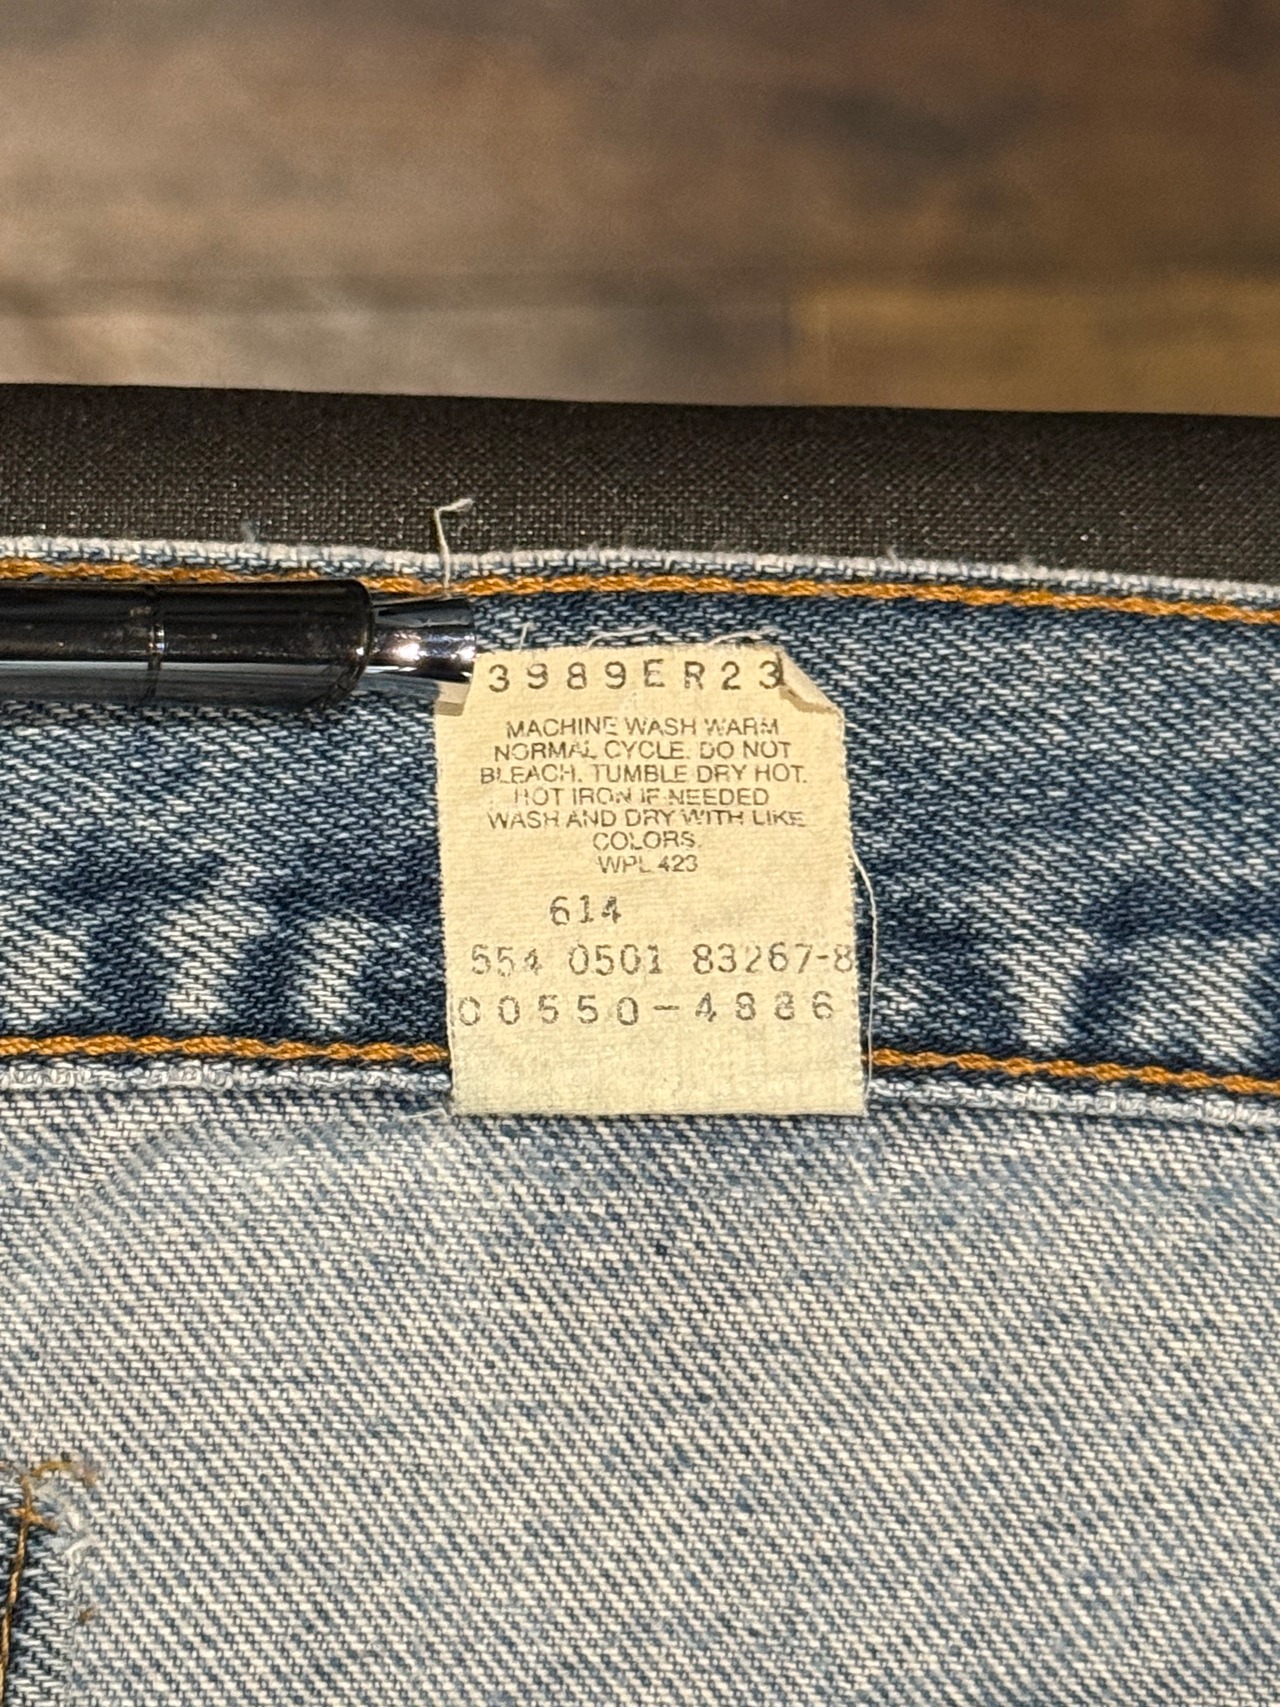 3989ER23
MACHINE WASH WARM
NORMAL CYCLE. DO NOT
BLEACH. TUMBLE DRY HOT.
HOT IRON IF NEEDED
WASH AND DRY WITH LIKE
COLORS.
WPL 423
614
554 0501 83267-8
00550-4886